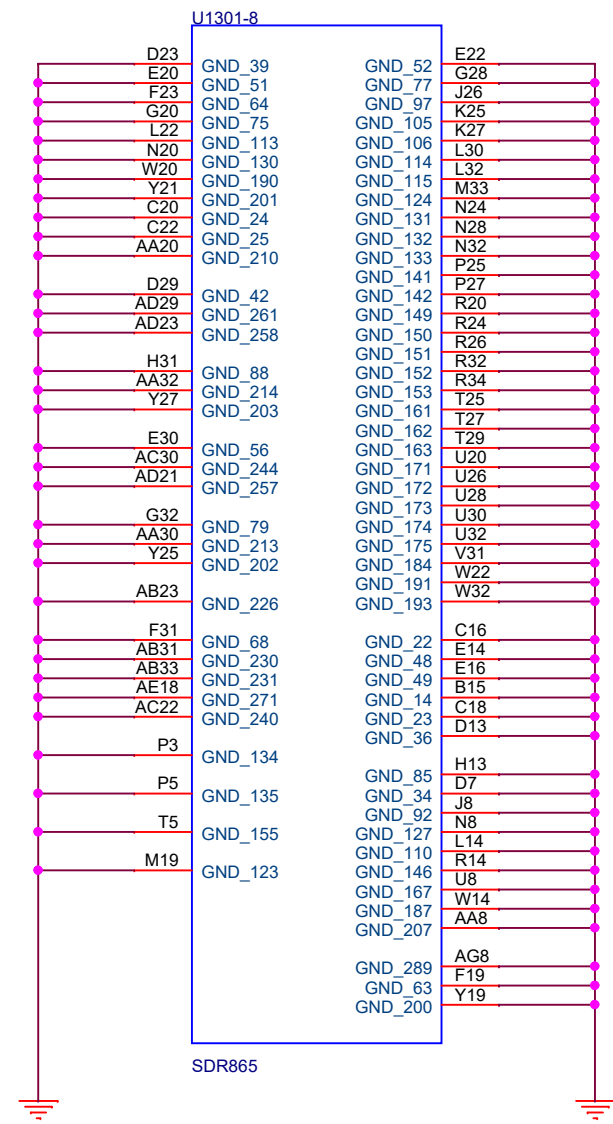 U1301-8
D23 GND_39 GND_52 E22
E20 GND_51 GND_77 G28
F23 GND_64 GND_97 J26
G20 GND_75 GND_105 K25
L22 GND_113 GND_106 K27
N20 GND_130 GND_114 L30
W20 GND_190 GND_115 L32
Y21 GND_201 GND_124 M33
C20 GND_24 GND_131 N24
C22 GND_25 GND_132 N28
AA20 GND_210 GND_133 N32
GND_141 P25
D29 GND_42 GND_142 P27
AD29 GND_261 GND_149 R20
AD23 GND_258 GND_150 R24
GND_151 R26
H31 GND_88 GND_152 R32
AA32 GND_214 GND_153 R34
Y27 GND_203 GND_161 T25
GND_162 T27
E30 GND_56 GND_163 T29
AC30 GND_244 GND_171 U20
AD21 GND_257 GND_172 U26
GND_173 U28
G32 GND_79 GND_174 U30
AA30 GND_213 GND_175 U32
Y25 GND_202 GND_184 V31
GND_191 W22
AB23 GND_226 GND_193 W32
F31 GND_68 GND_22 C16
AB31 GND_230 GND_48 E14
AB33 GND_231 GND_49 E16
AE18 GND_271 GND_14 B15
AC22 GND_240 GND_23 C18
GND_36 D13
P3 GND_134
GND_85 H13
P5 GND_135 GND_34 D7
GND_92 J8
T5 GND_155 GND_127 N8
GND_110 L14
M19 GND_123 GND_146 R14
GND_167 U8
GND_187 W14
GND_207 AA8
GND_289 AG8
GND_63 F19
GND_200 Y19
SDR865